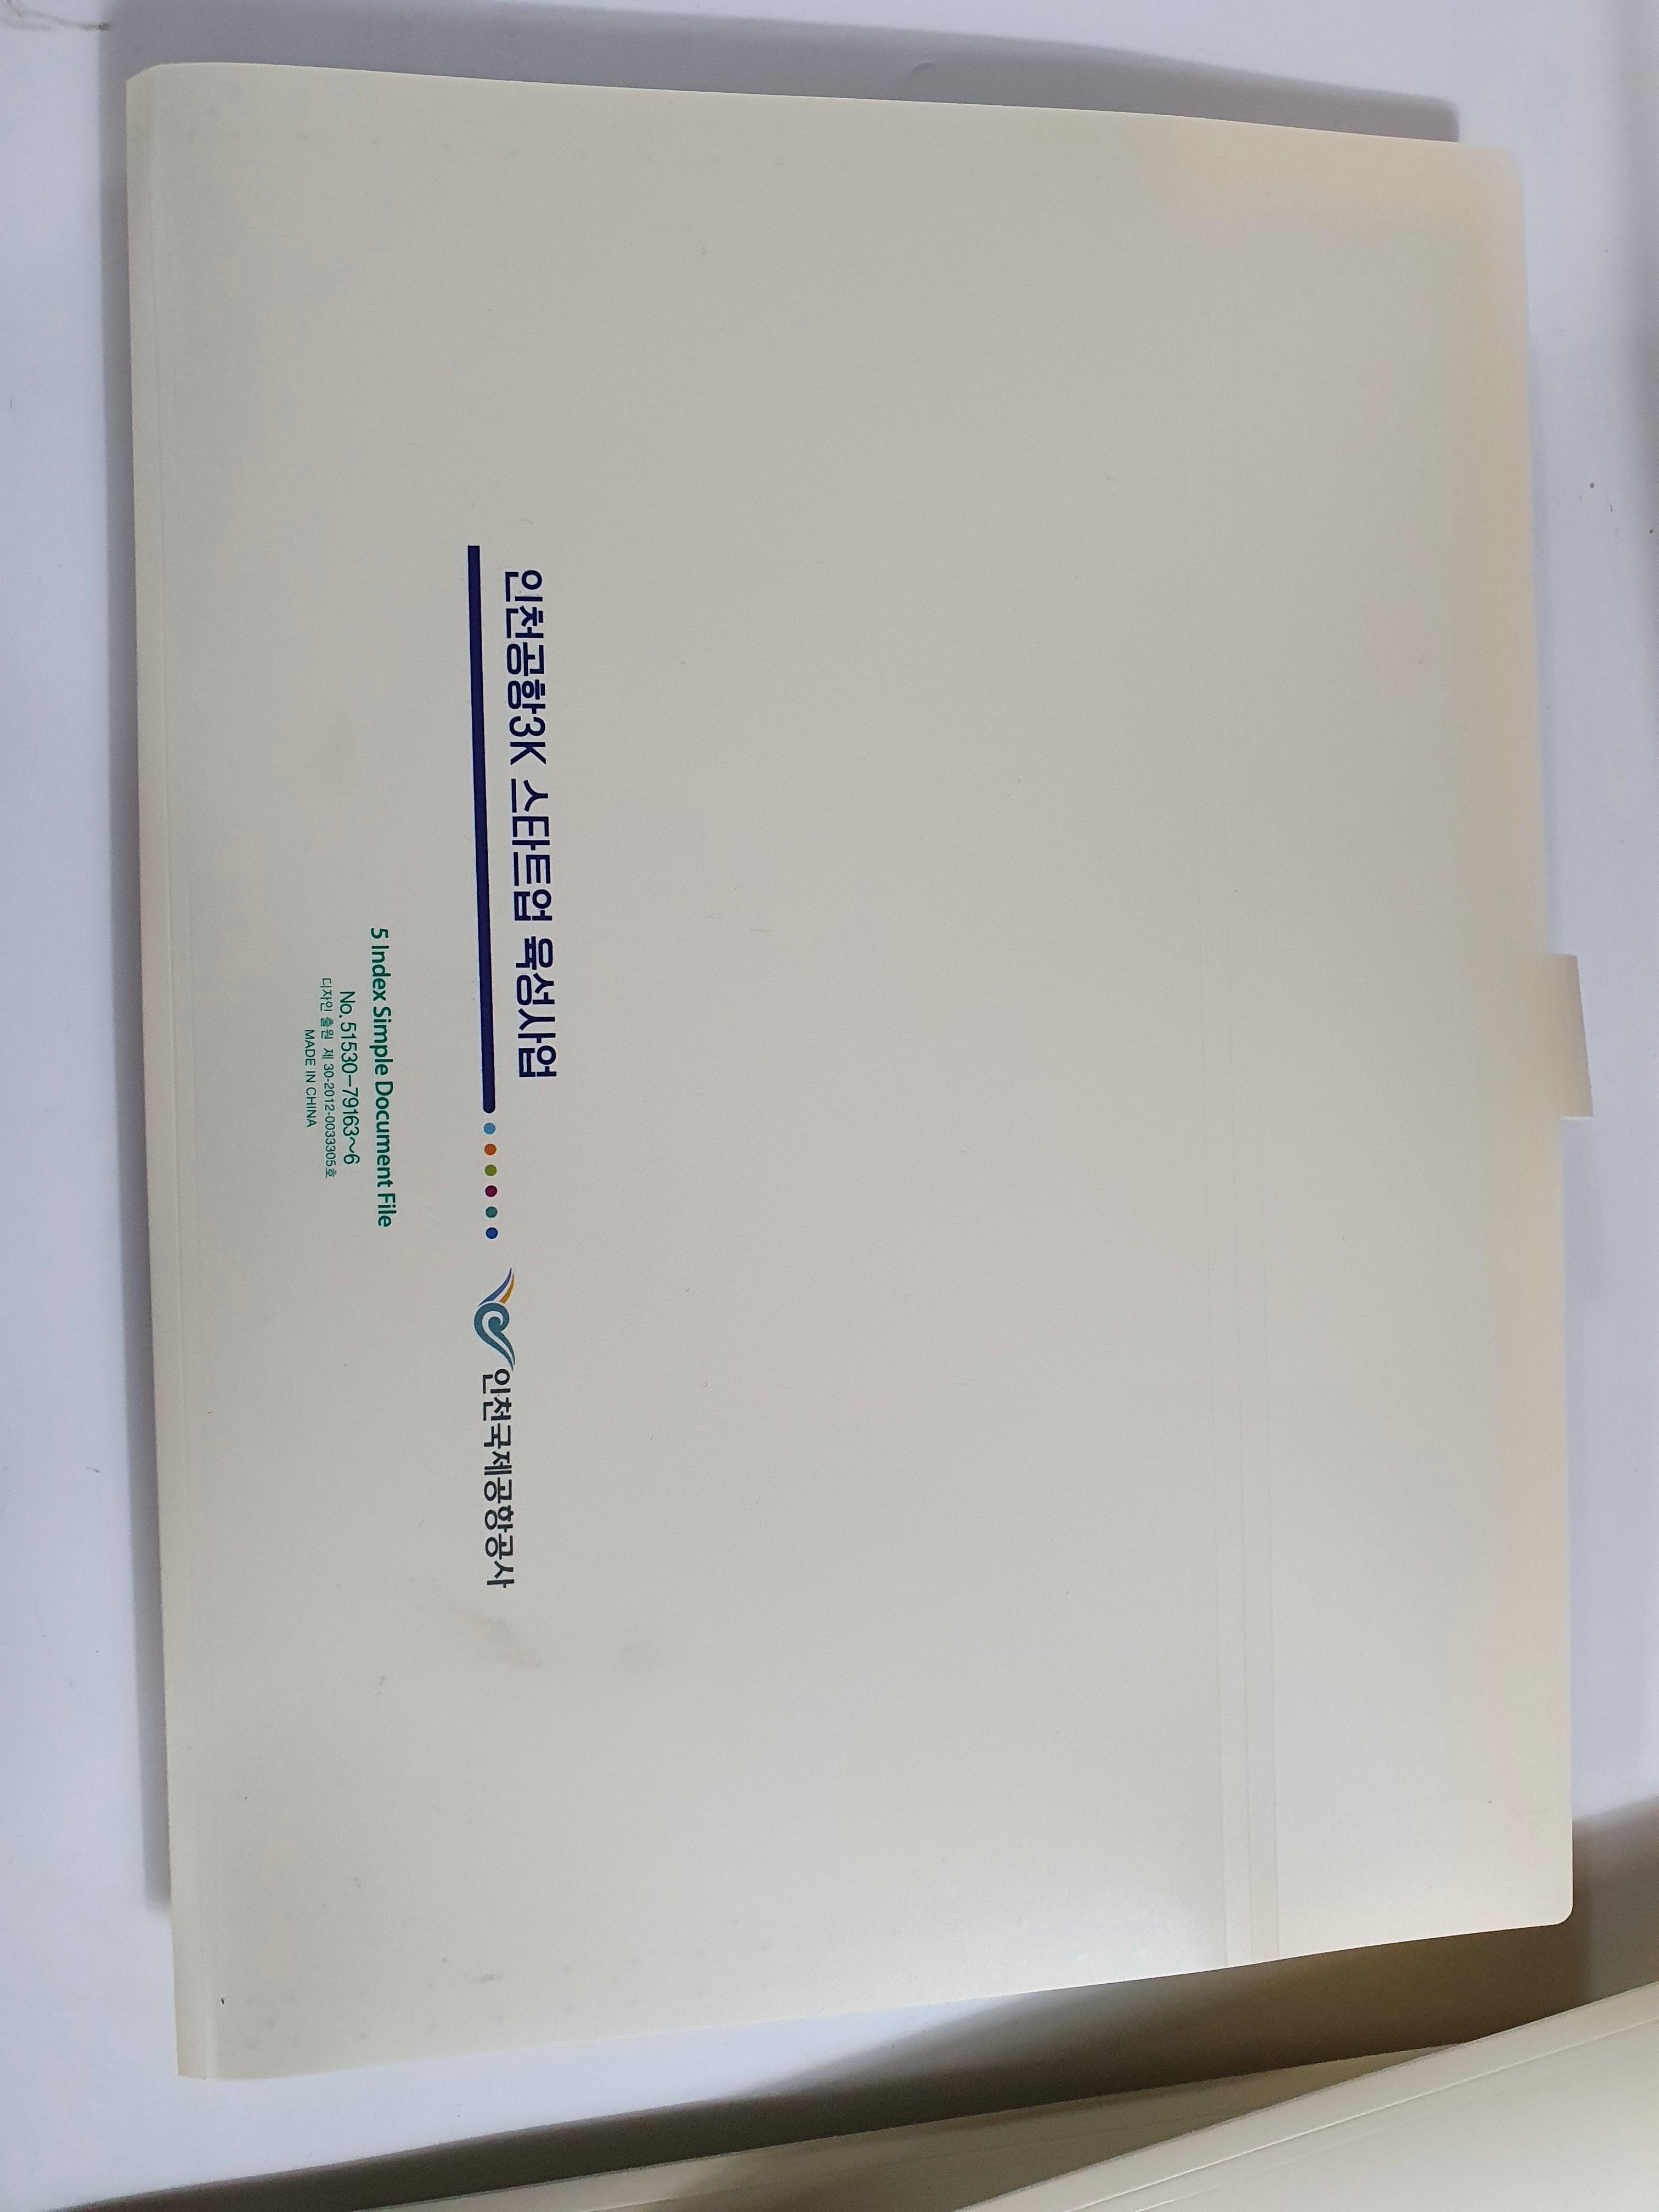 인천공항3K 스타트업 육성사업
인천국제공항공사
5 Index Simple Document File
No. 51530-79163~6
디자인 출원 제 30-2012-0033305호
MADE IN CHINA